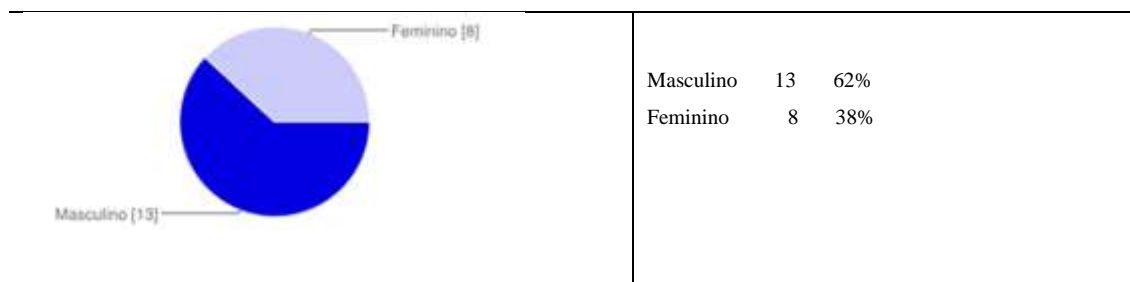 Feminino [8]
Masculino [13]
Masculino 13 62%
Feminino 8 38%